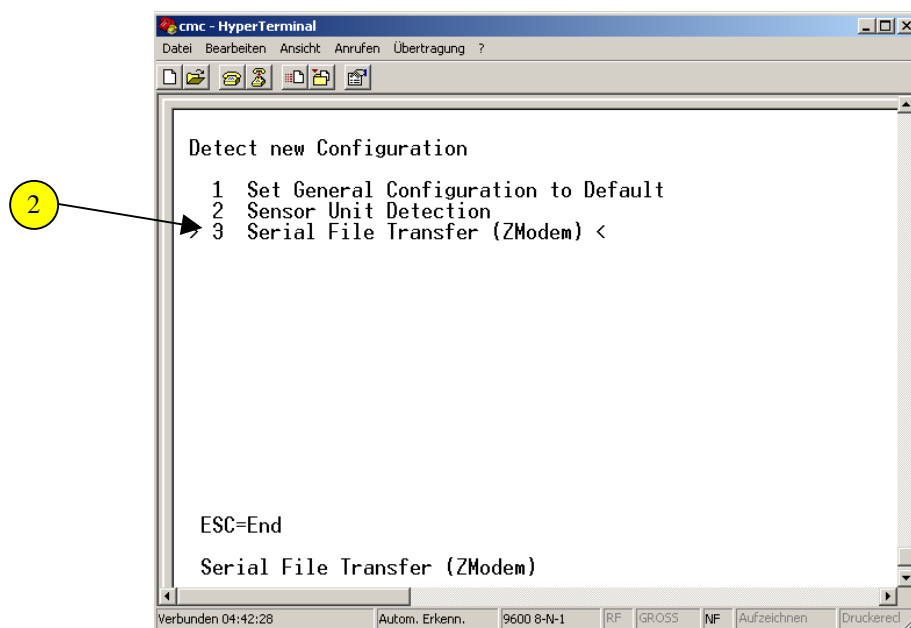 cmc - HyperTerminal
Datei Bearbeiten Ansicht Anrufen Übertragung ?
Detect new Configuration
1 Set General Configuration to Default
2 Sensor Unit Detection
2
> 3 Serial File Transfer (ZModem) <
ESC=End
Serial File Transfer (ZModem)
Verbunden 04:42:28 Autom. Erkenn. 9600 8-N-1 RF GROSS NF Aufzeichnen